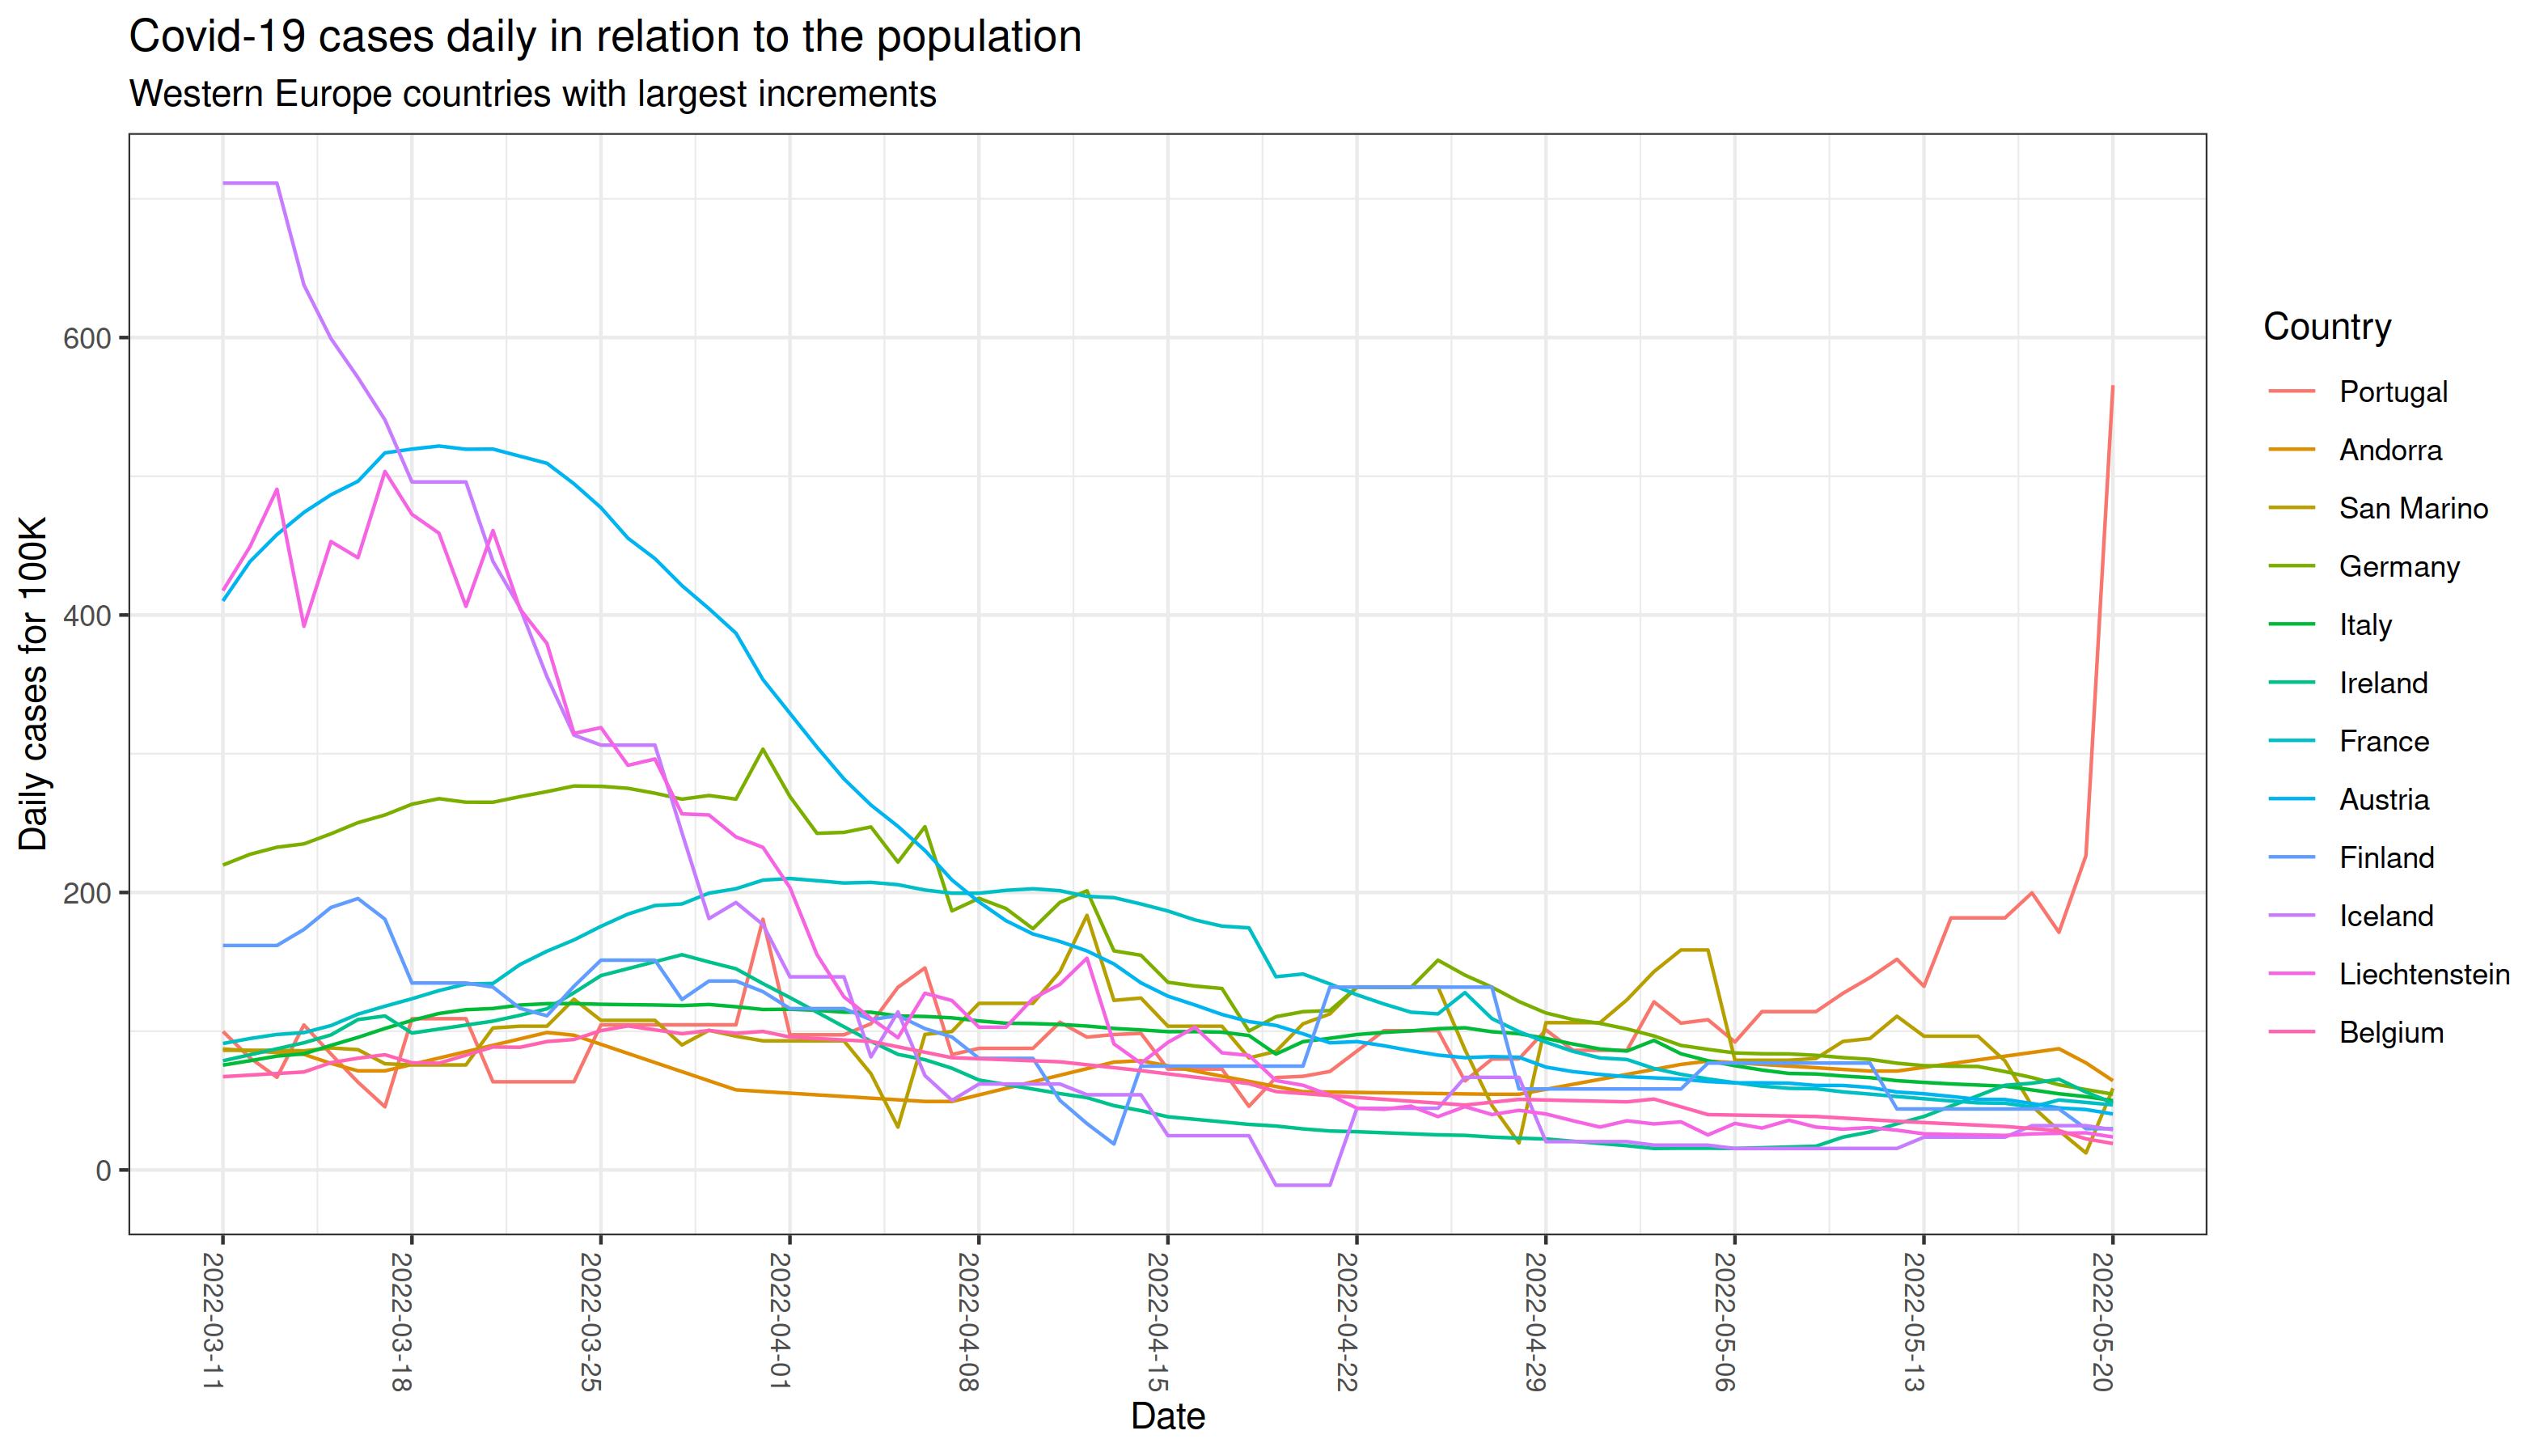 Covid-19 cases daily in relation to the population
Western Europe countries with largest increments
Daily cases for 100K
600
400
200
0
2022-03-11
2022-03-18
2022-03-25
2022-04-01
2022-04-08
2022-04-15
2022-04-22
2022-04-29
2022-05-06
2022-05-13
2022-05-20
Date
Country
Portugal
Andorra
San Marino
Germany
Italy
Ireland
France
Austria
Finland
Iceland
Liechtenstein
Belgium